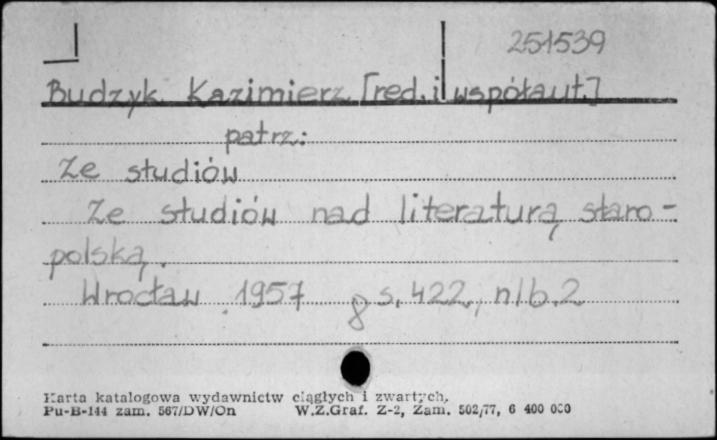 251539
Budzyk Kazimierz [red. i współaut.]
patrz:
Ze studiów
Ze studiów nad literaturą staro-
polską.
Wrocław 1957 8 s. 422, nlb. 2
Karta katalogowa wydawnictw ciągłych i zwartych.
Pu-B-144 zam. 567/DW/On W.Z.Graf. Z-2, Zam. 502/77, 6 400 000